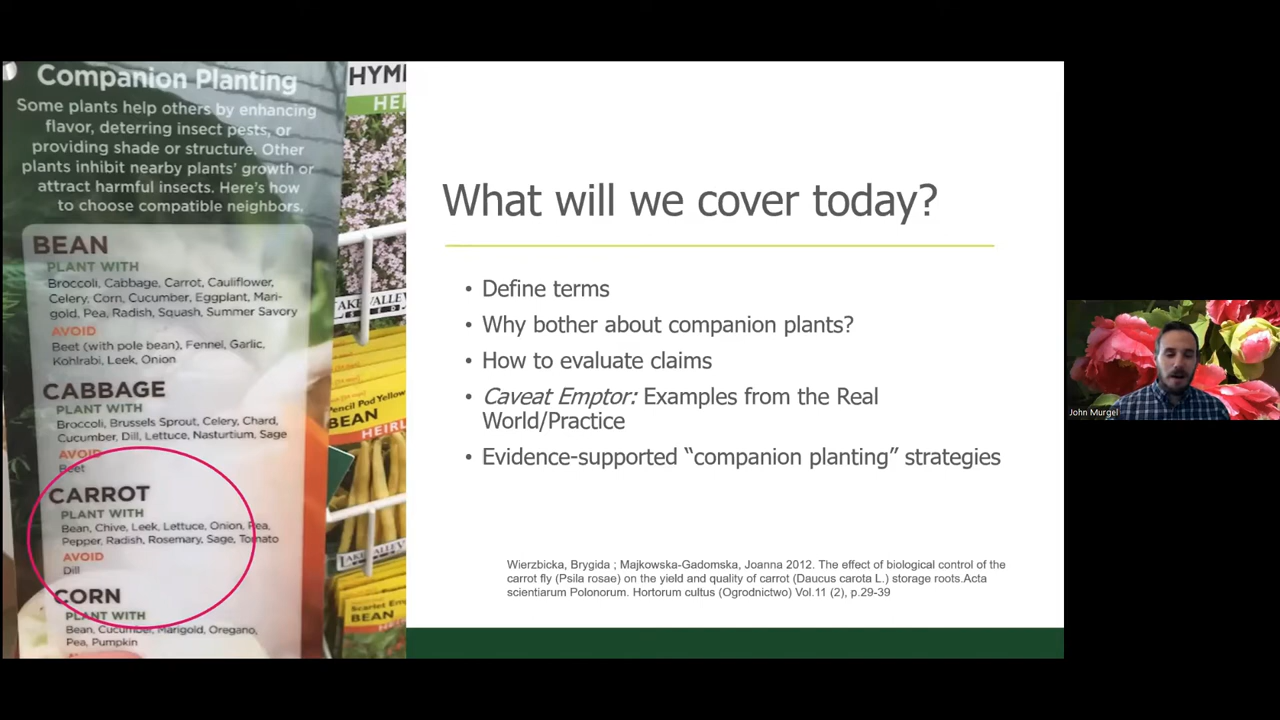 Companion Planting
Some plants help others by enhancing
flavor, deterring insect pests, or
providing shade or structure. Other
plants inhibit nearby plants' growth or
attract harmful insects. Here's how
to choose compatible neighbors.
BEAN
PLANT WITH
Broccoli, Cabbage, Carrot, Cauliflower,
Celery, Corn, Cucumber, Eggplant, Mari-
gold, Pea, Radish, Squash, Summer Savory
AVOID
Beet (with pole bean), Fennel, Garlic,
Kohlrabi, Leek, Onion
CABBAGE
PLANT WITH
Broccoli, Brussels Sprout, Celery, Chard,
Cucumber, Dill, Lettuce, Nasturtium, Sage
AVOID
Beet
CARROT
PLANT WITH
Bean, Chive, Leek, Lettuce, Onion, Pea,
Pepper, Radish, Rosemary, Sage, Tomato
AVOID
Dill
CORN
PLANT WITH
Bean, Cucumber, Marigold, Oregano,
Pea, Pumpkin
HEI
Pencil Pod Yellow
BEAN
HEIRL
BEAN
What will we cover today?
• Define terms
• Why bother about companion plants?
• How to evaluate claims
• Caveat Emptor: Examples from the Real
World/Practice
• Evidence-supported “companion planting” strategies
Wierzbicka, Brygida ; Majkowska-Gadomska, Joanna 2012. The effect of biological control of the
carrot fly (Psila rosae) on the yield and quality of carrot (Daucus carota L.) storage roots.Acta
scientiarum Polonorum. Hortorum cultus (Ogrodnictwo) Vol.11 (2), p.29-39
John Murgel